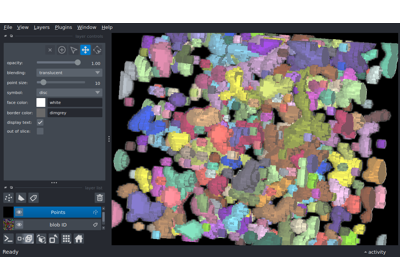 File View Layers Plugins Window Help
opacity: 1.00
blending: translucent
point size: 10
symbol: disc
face color: white
border color: dimgrey
display text: ✓
out of slice:
Points
blob ID
Ready activity